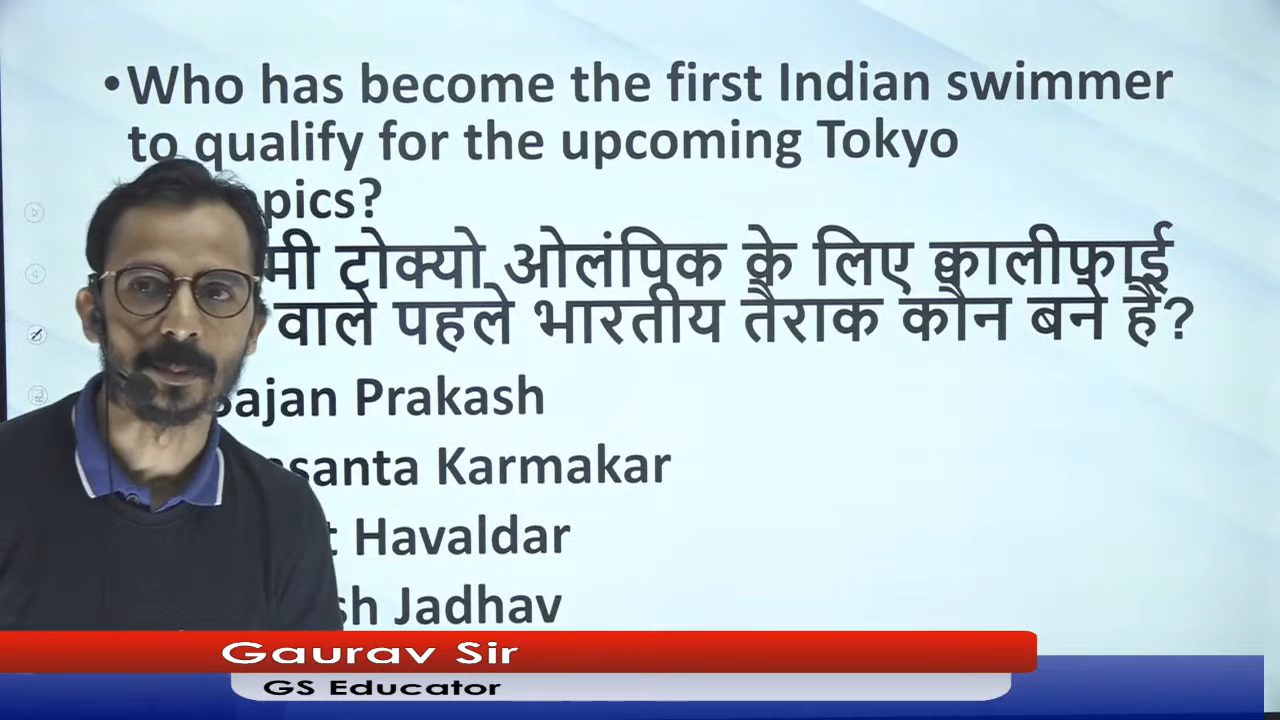 •Who has become the first Indian swimmer
to qualify for the upcoming Tokyo
pics?
मी टोक्यो ओलंपिक के लिए क्वालीफाई
वाले पहले भारतीय तैराक कौन बने हैं?
Sajan Prakash
santa Karmakar
t Havaldar
sh Jadhav
Gaurav Sir
GS Educator